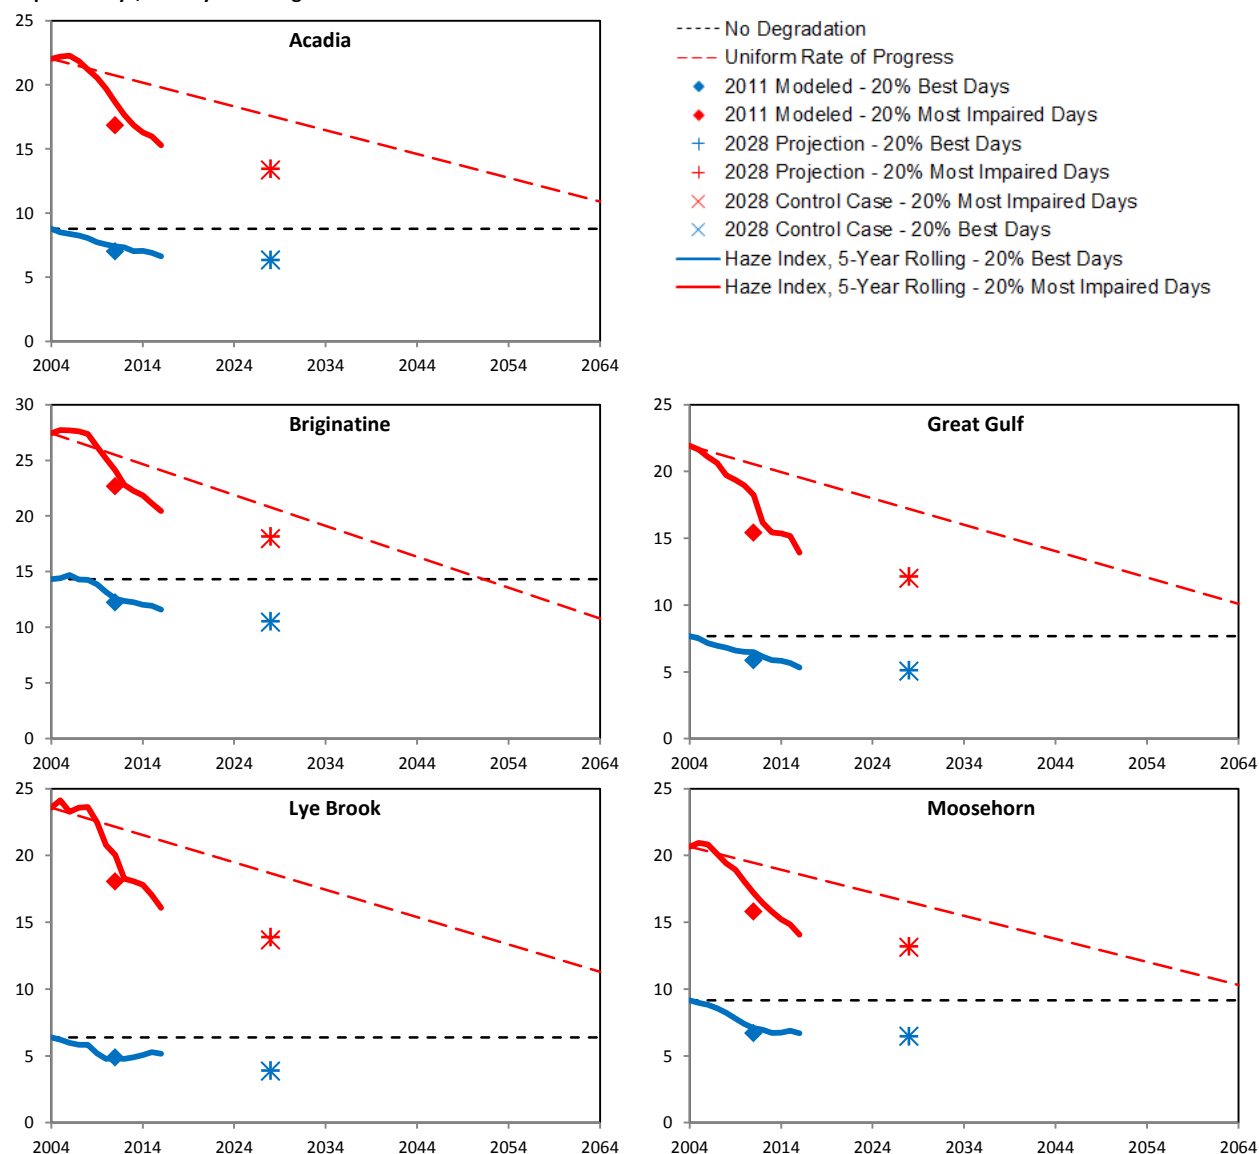 Acadia
25
20
15
10
5
0
2004 2014 2024 2034 2044 2054 2064
No Degradation
Uniform Rate of Progress
2011 Modeled - 20% Best Days
2011 Modeled - 20% Most Impaired Days
2028 Projection - 20% Best Days
2028 Projection - 20% Most Impaired Days
2028 Control Case - 20% Most Impaired Days
2028 Control Case - 20% Best Days
Haze Index, 5-Year Rolling - 20% Best Days
Haze Index, 5-Year Rolling - 20% Most Impaired Days
Briginatine
30
25
20
15
10
5
0
2004 2014 2024 2034 2044 2054 2064
Great Gulf
25
20
15
10
5
0
2004 2014 2024 2034 2044 2054 2064
Lye Brook
25
20
15
10
5
0
2004 2014 2024 2034 2044 2054 2064
Moosehorn
25
20
15
10
5
0
2004 2014 2024 2034 2044 2054 2064